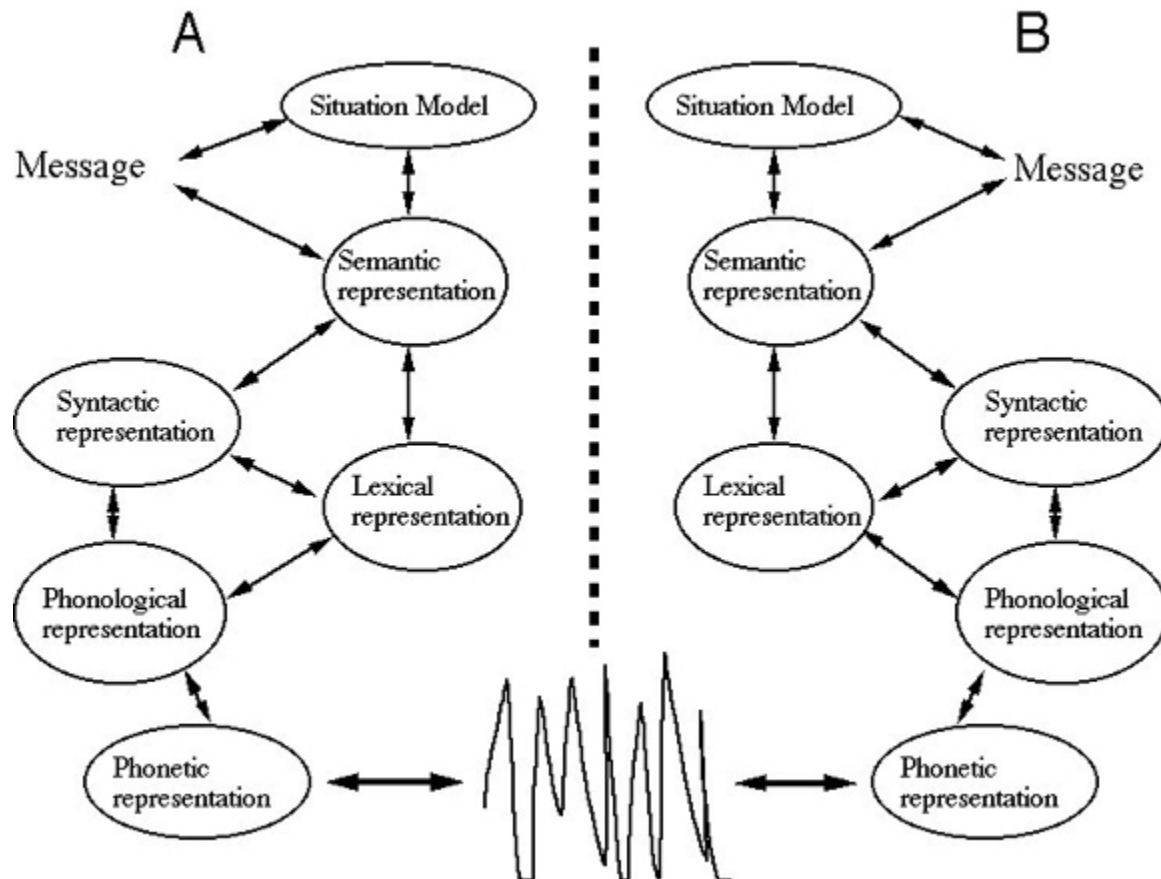 A
B
Situation Model
Situation Model
Message
Message
Semantic
representation
Semantic
representation
Syntactic
representation
Syntactic
representation
Lexical
representation
Lexical
representation
Phonological
representation
Phonological
representation
Phonetic
representation
Phonetic
representation